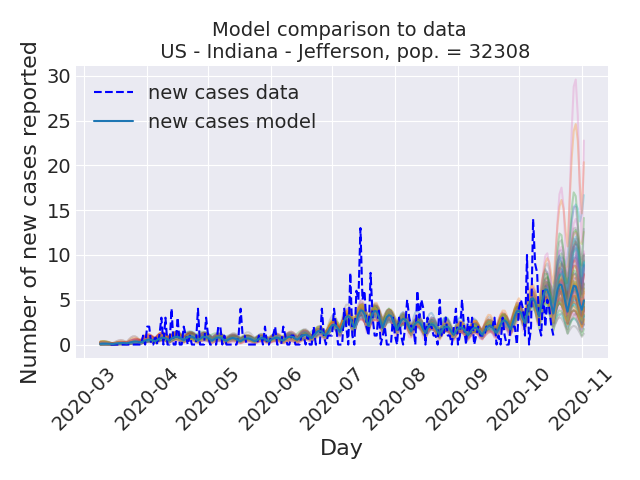 Model comparison to data
US - Indiana - Jefferson, pop. = 32308
Number of new cases reported
30
25
20
15
10
5
0
new cases data
new cases model
2020-03
2020-04
2020-05
2020-06
2020-07
2020-08
2020-09
2020-10
2020-11
Day